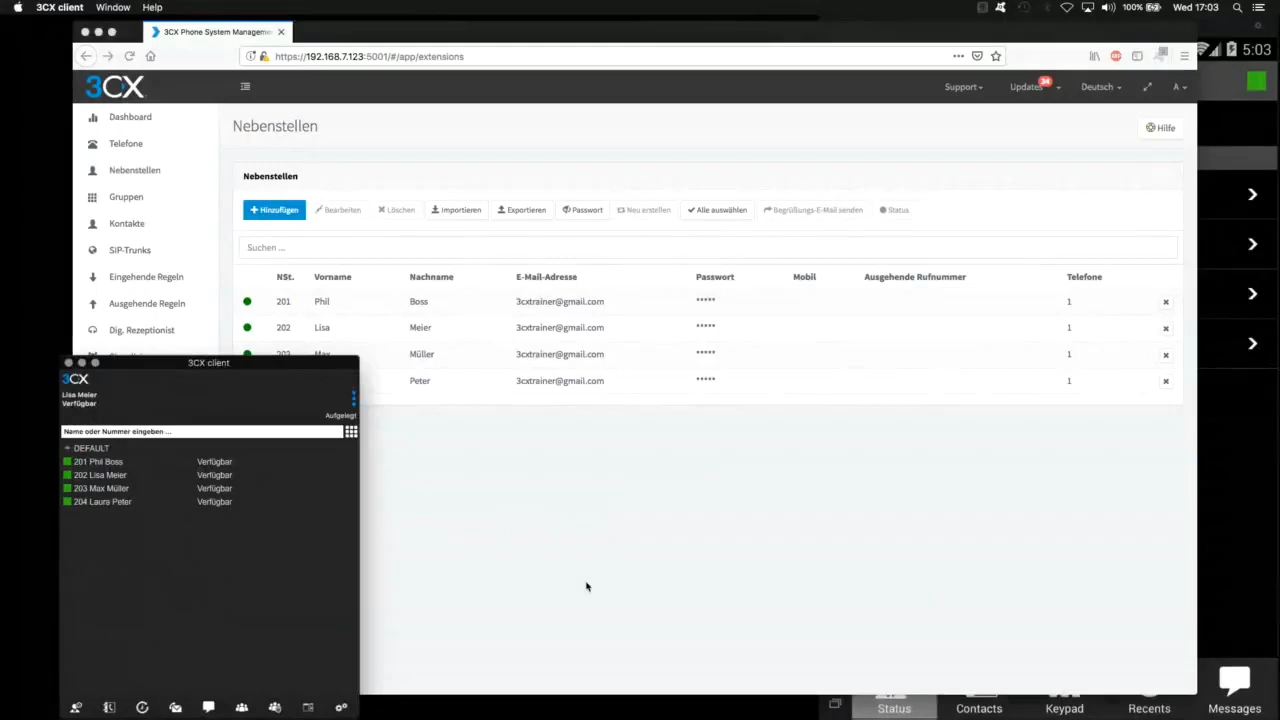 3CX client Window Help
100% Wed 17:03
3CX Phone System Manageme
https://192.168.7.123:5001/#/app/extensions
5:03
3CX
Support
Updates
Deutsch
A
Dashboard
Telefone
Nebenstellen
Gruppen
Kontakte
SIP-Trunks
Eingehende Regeln
Ausgehende Regeln
Dig. Rezeptionist
Nebenstellen
Hilfe
Nebenstellen
Hinzufügen Bearbeiten Löschen Importieren Exportieren Passwort Neu erstellen Alle auswählen Begrüßungs-E-Mail senden Status
Suchen ...
NSt. Vorname Nachname E-Mail-Adresse Passwort Mobil Ausgehende Rufnummer Telefone
201 Phil Boss 3cxtrainer@gmail.com ***** 1
202 Lisa Meier 3cxtrainer@gmail.com ***** 1
203 Max Müller 3cxtrainer@gmail.com ***** 1
Peter 3cxtrainer@gmail.com ***** 1
3CX client
3CX
Lisa Meier
Verfügbar
Aufgelegt
Name oder Nummer eingeben ...
DEFAULT
201 Phil Boss Verfügbar
202 Lisa Meier Verfügbar
203 Max Müller Verfügbar
204 Laura Peter Verfügbar
Status Contacts Keypad Recents Messages